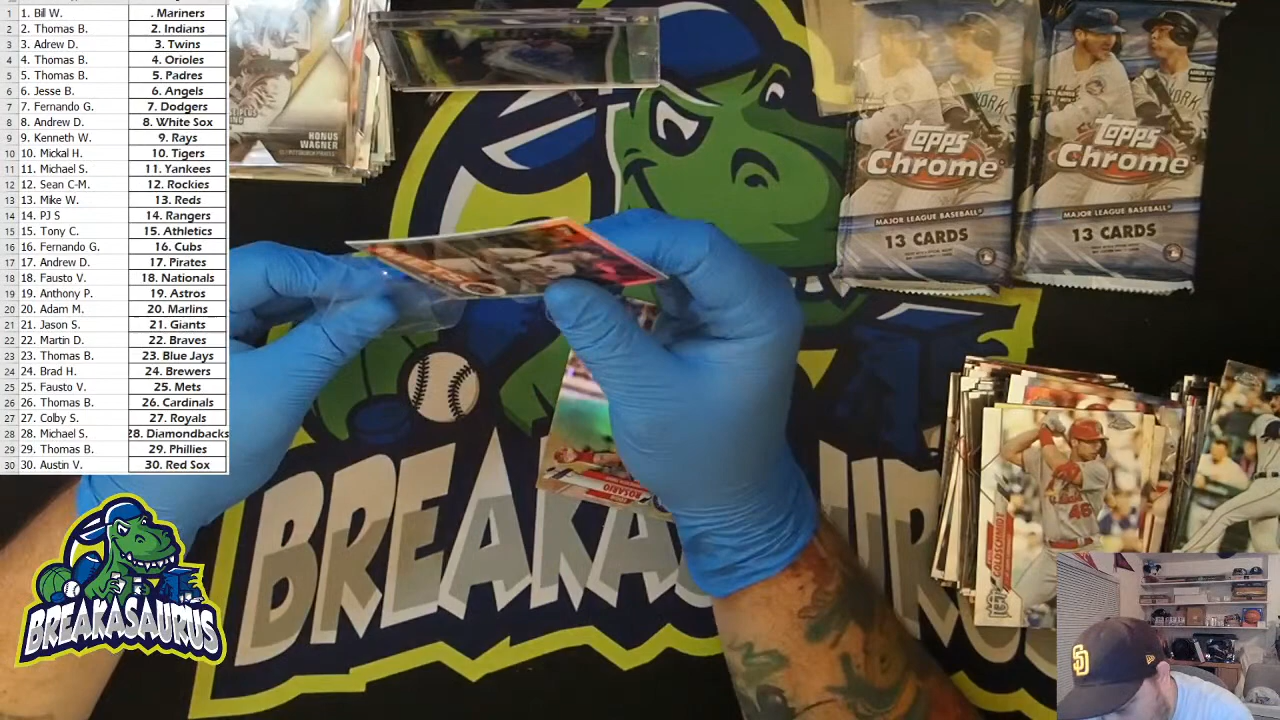 1 1. Bill W. . Mariners
2 2. Thomas B. 2. Indians
3 3. Adrew D. 3. Twins
4 4. Thomas B. 4. Orioles
5 5. Thomas B. 5. Padres
6 6. Jesse B. 6. Angels
7 7. Fernando G. 7. Dodgers
8 8. Andrew D. 8. White Sox
9 9. Kenneth W. 9. Rays
10 10. Mickal H. 10. Tigers
11 11. Michael S. 11. Yankees
12 12. Sean C-M. 12. Rockies
13 13. Mike W. 13. Reds
14 14. PJ S 14. Rangers
15 15. Tony C. 15. Athletics
16 16. Fernando G. 16. Cubs
17 17. Andrew D. 17. Pirates
18 18. Fausto V. 18. Nationals
19 19. Anthony P. 19. Astros
20 20. Adam M. 20. Marlins
21 21. Jason S. 21. Giants
22 22. Martin D. 22. Braves
23 23. Thomas B. 23. Blue Jays
24 24. Brad H. 24. Brewers
25 25. Fausto V. 25. Mets
26 26. Thomas B. 26. Cardinals
27 27. Colby S. 27. Royals
28 28. Michael S. 28. Diamondbacks
29 29. Thomas B. 29. Phillies
30 30. Austin V. 30. Red Sox
HONUS
WAGNER
YORK
Topps
Chrome
MAJOR LEAGUE BASEBALL
13 CARDS
YORK
Topps
Chrome
MAJOR LEAGUE BASEBALL
13 CARDS
ROSARIO
46
GOLDSCHMIDT
BREAKASAURUS
BREAKAS UR
SD